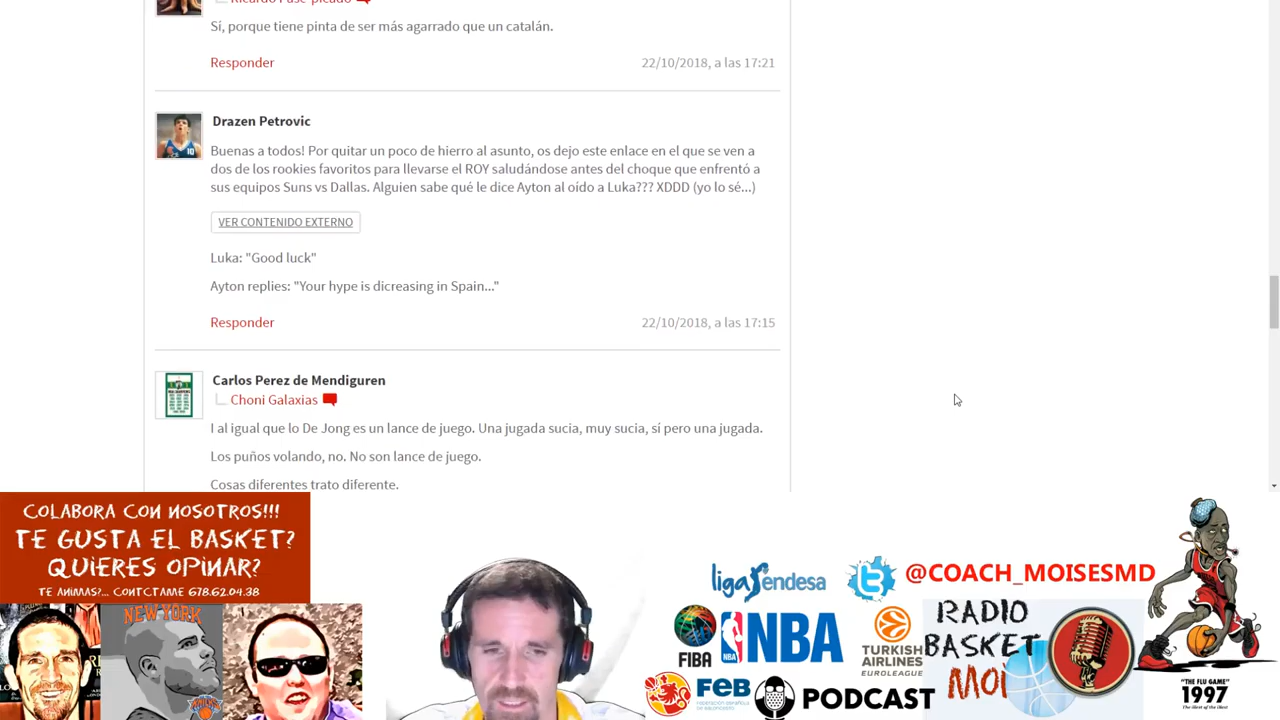 Ricardo Pase-picado
Sí, porque tiene pinta de ser más agarrado que un catalán.
Responder
22/10/2018, a las 17:21
Drazen Petrovic
Buenas a todos! Por quitar un poco de hierro al asunto, os dejo este enlace en el que se ven a
dos de los rookies favoritos para llevarse el ROY saludándose antes del choque que enfrentó a
sus equipos Suns vs Dallas. Alguien sabe qué le dice Ayton al oído a Luka??? XDDD (yo lo sé...)
VER CONTENIDO EXTERNO
Luka: "Good luck"
Ayton replies: "Your hype is dicreasing in Spain..."
Responder
22/10/2018, a las 17:15
Carlos Perez de Mendiguren
Choni Galaxias
I al igual que lo De Jong es un lance de juego. Una jugada sucia, muy sucia, sí pero una jugada.
Los puños volando, no. No son lance de juego.
Cosas diferentes trato diferente.
COLABORA CON NOSOTROS!!!
TE GUSTA EL BASKET?
QUIERES OPINAR?
TE ANIMAS?... CONTCTAME 678.62.04.38
NEW YORK
liga endesa
@COACH_MOISESMD
FIBA
NBA
TURKISH
AIRLINES
EUROLEAGUE
RADIO
BASKET
MOI
FEB
PODCAST
"THE FLU GAME"
1997